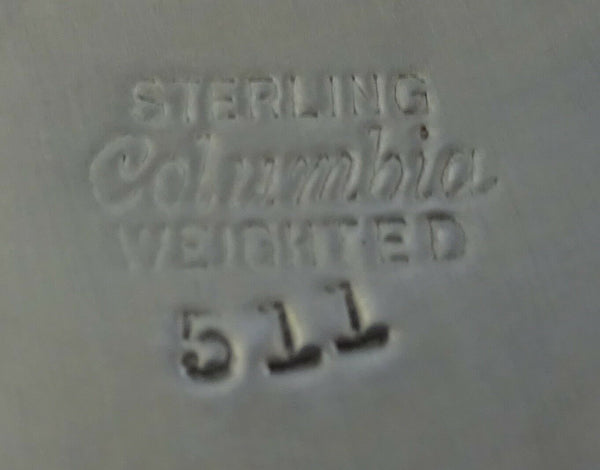 STERLING
Columbia
WEIGHTED
511